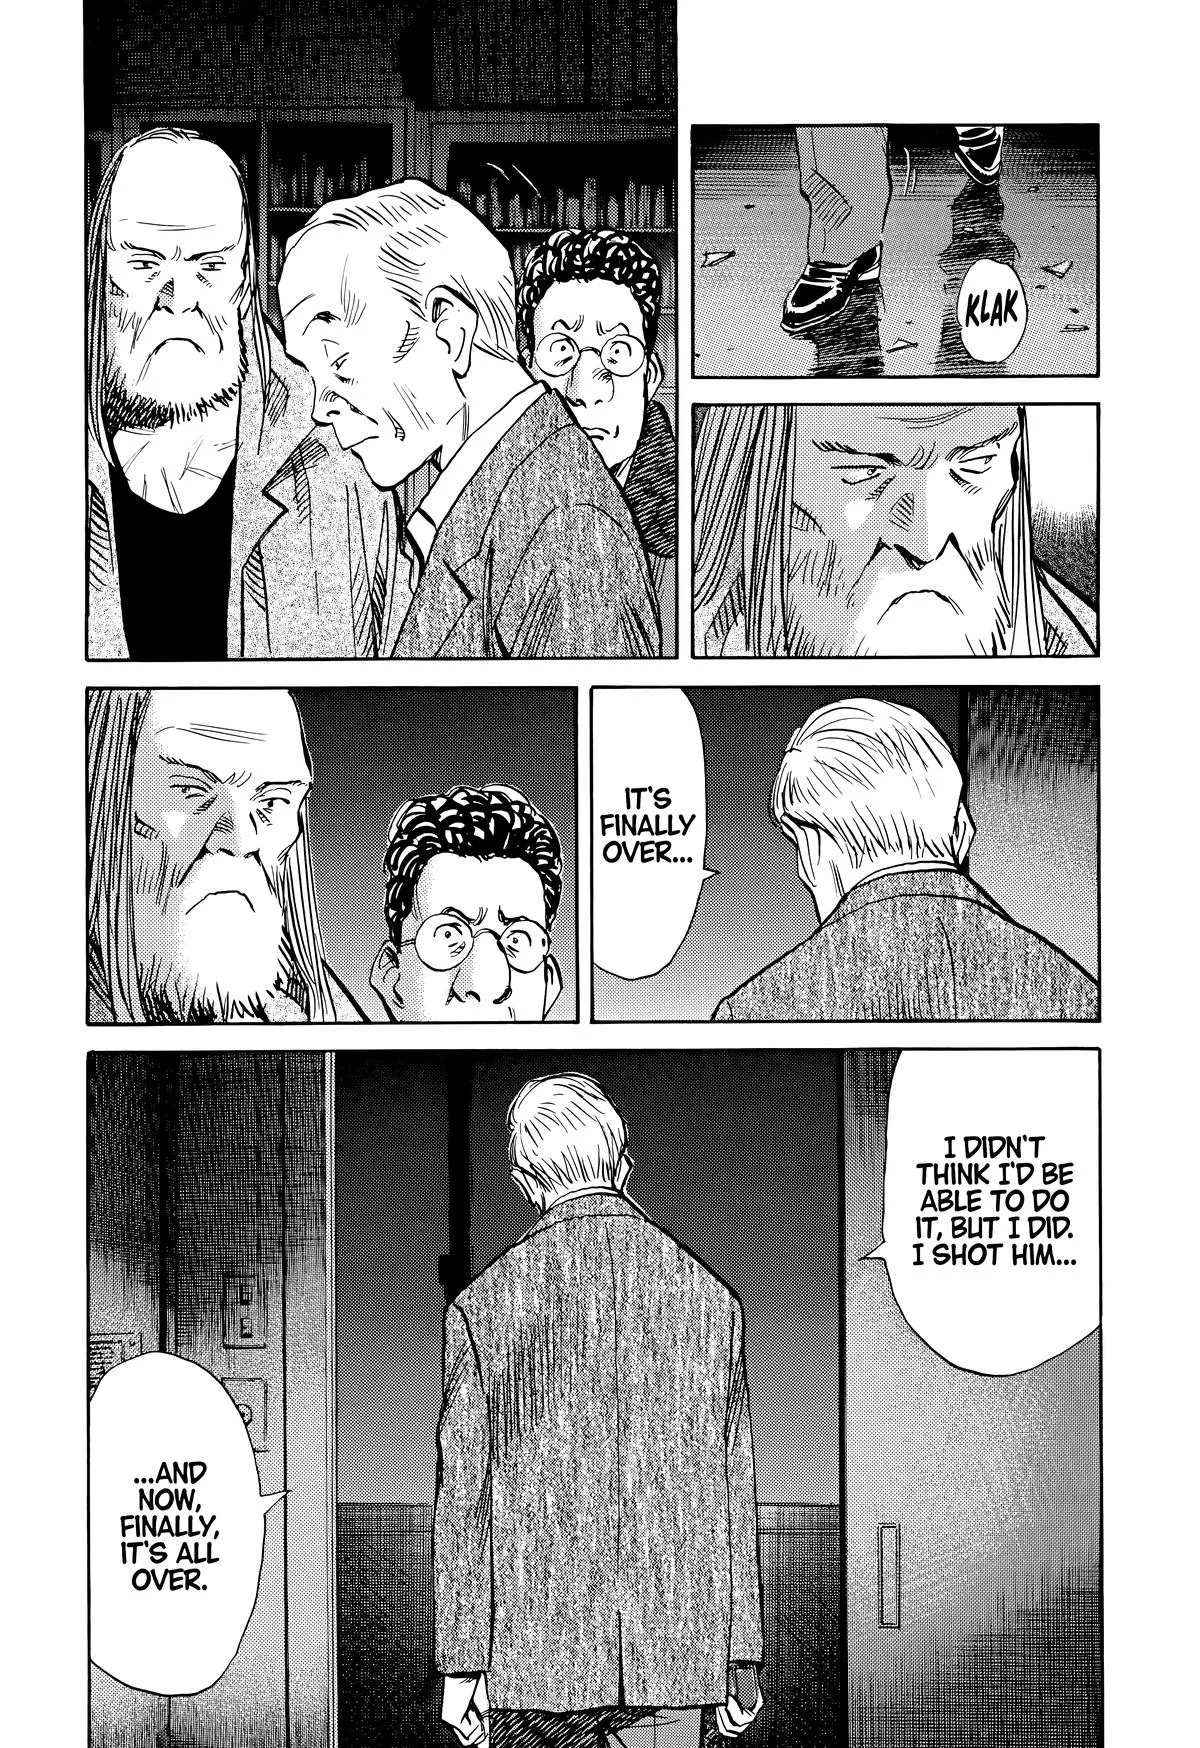 KLAK
IT'S
FINALLY
OVER...
I DIDN'T
THINK I'D BE
ABLE TO DO
IT, BUT I DID.
I SHOT HIM...
...AND
NOW,
FINALLY,
IT'S ALL
OVER.